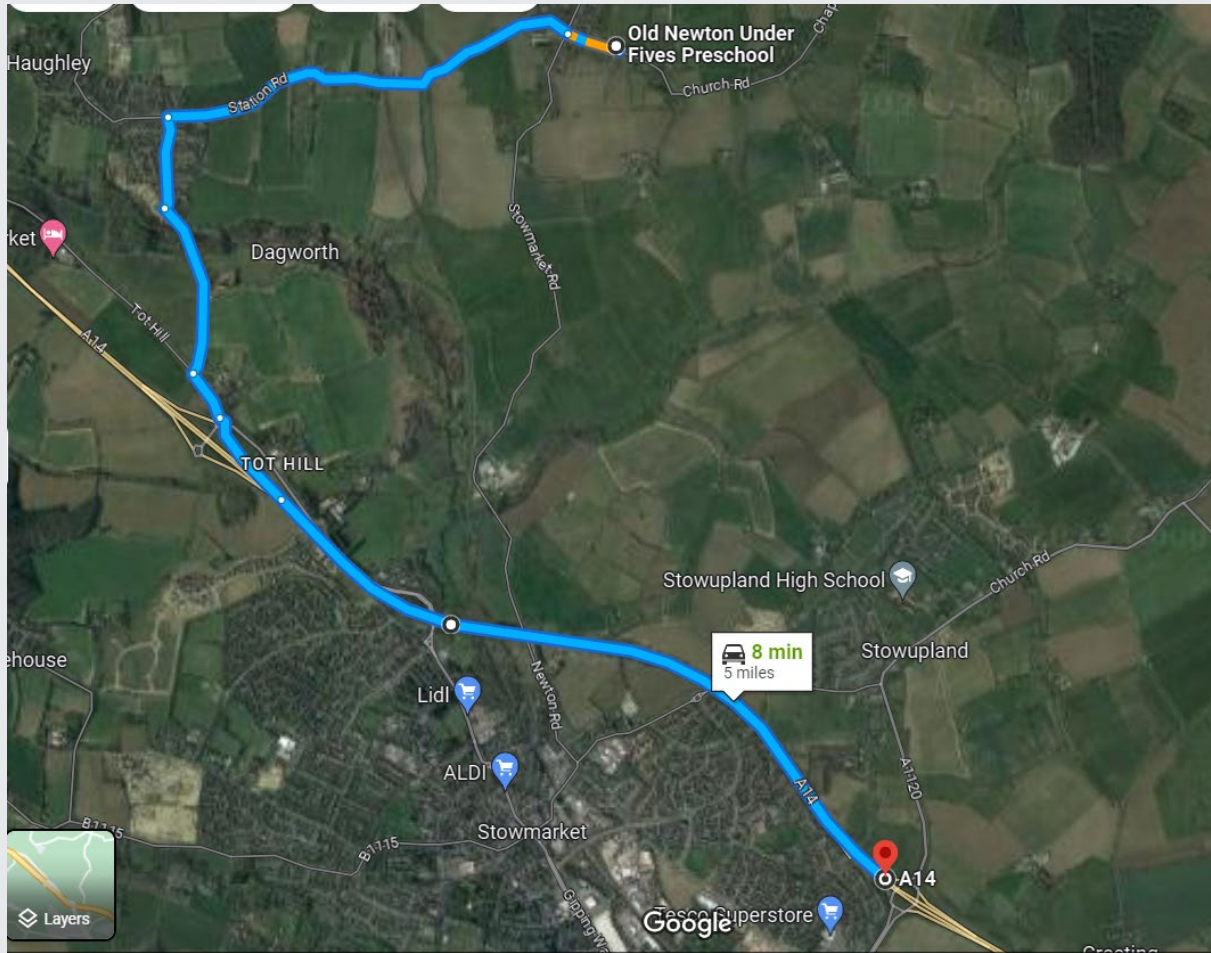 Old Newton Under
Fives Preschool
Haughley
Station Rd
Church Rd
Stowmarket Rd
Dagworth
Tot Hill
A14
TOT HILL
Stowupland High School
Church Rd
8 min
5 miles
Stowupland
Lidl
Newton Rd
ALDI
A14
A1120
Stowmarket
B1115
B1115
A14
Layers
Google
Tesco Superstore